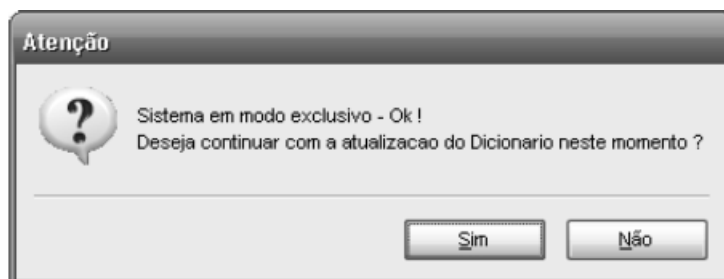 Atenção
Sistema em modo exclusivo - Ok !
Deseja continuar com a atualizacao do Dicionario neste momento ?
Sim
Não